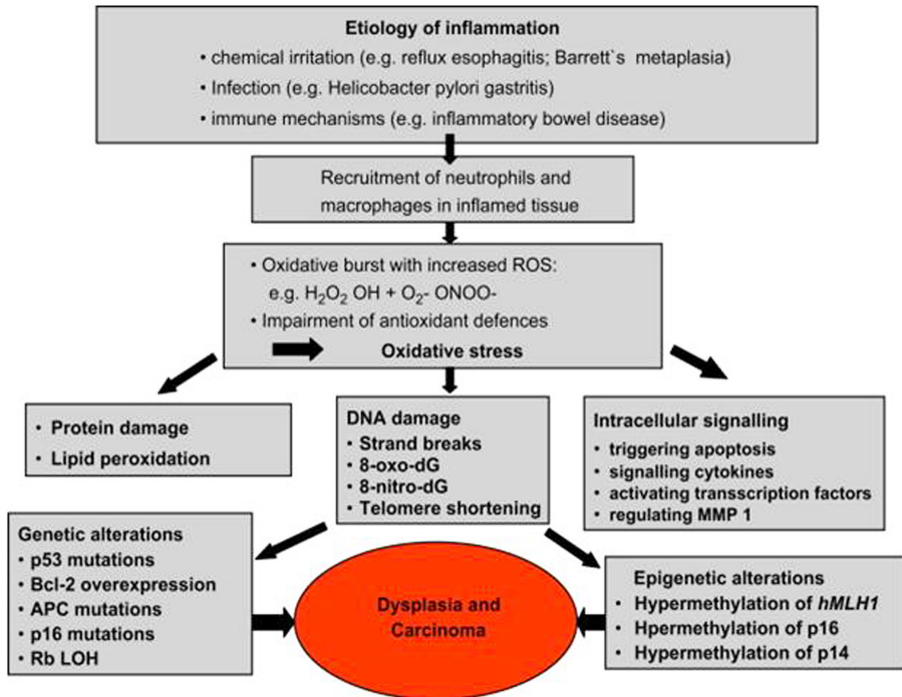 Etiology of inflammation
• chemical irritation (e.g. reflux esophagitis; Barrett`s metaplasia)
• Infection (e.g. Helicobacter pylori gastritis)
• immune mechanisms (e.g. inflammatory bowel disease)
Recruitment of neutrophils and
macrophages in inflamed tissue
• Oxidative burst with increased ROS:
e.g. H₂O₂ OH + O₂- ONOO-
• Impairment of antioxidant defences
Oxidative stress
• Protein damage
• Lipid peroxidation
DNA damage
• Strand breaks
• 8-oxo-dG
• 8-nitro-dG
• Telomere shortening
Intracellular signalling
• triggering apoptosis
• signalling cytokines
• activating transscription factors
• regulating MMP 1
Genetic alterations
• p53 mutations
• Bcl-2 overexpression
• APC mutations
• p16 mutations
• Rb LOH
Dysplasia and
Carcinoma
Epigenetic alterations
• Hypermethylation of hMLH1
• Hpermethylation of p16
• Hypermethylation of p14